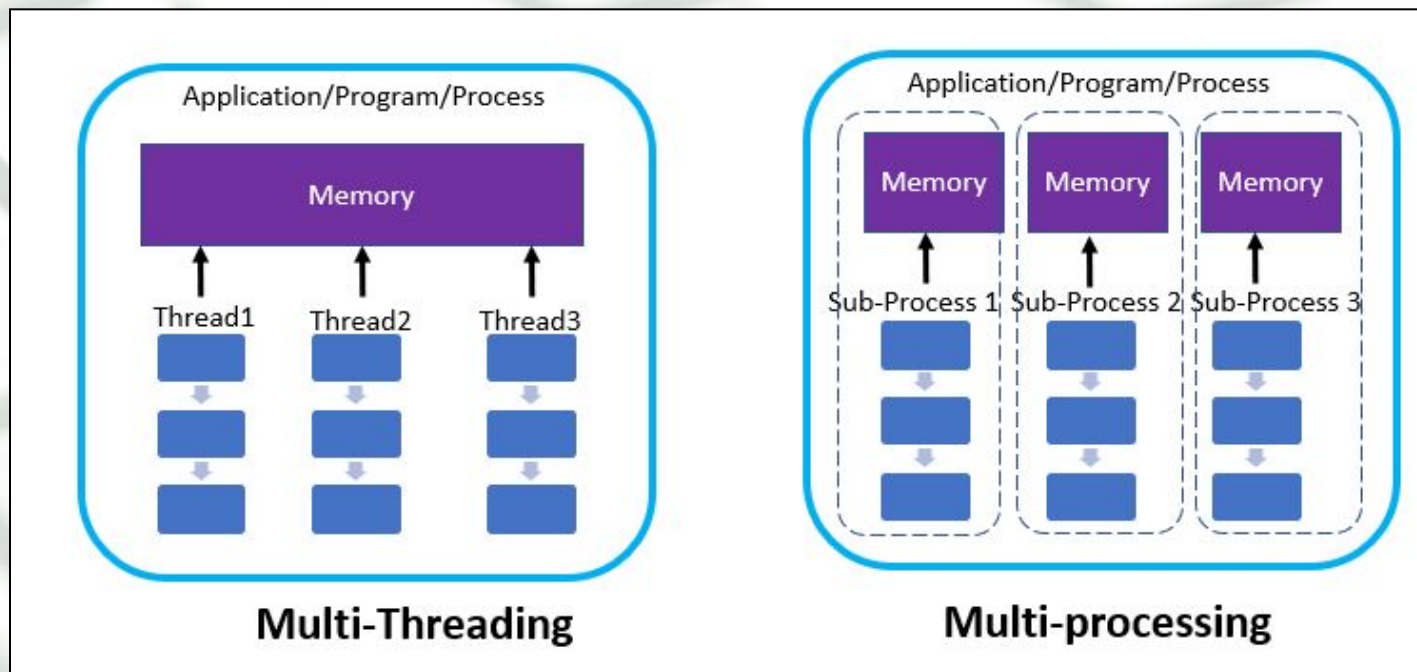 Application/Program/Process
Memory
Thread1 Thread2 Thread3
Multi-Threading
Application/Program/Process
Memory Memory Memory
Sub-Process 1 Sub-Process 2 Sub-Process 3
Multi-processing